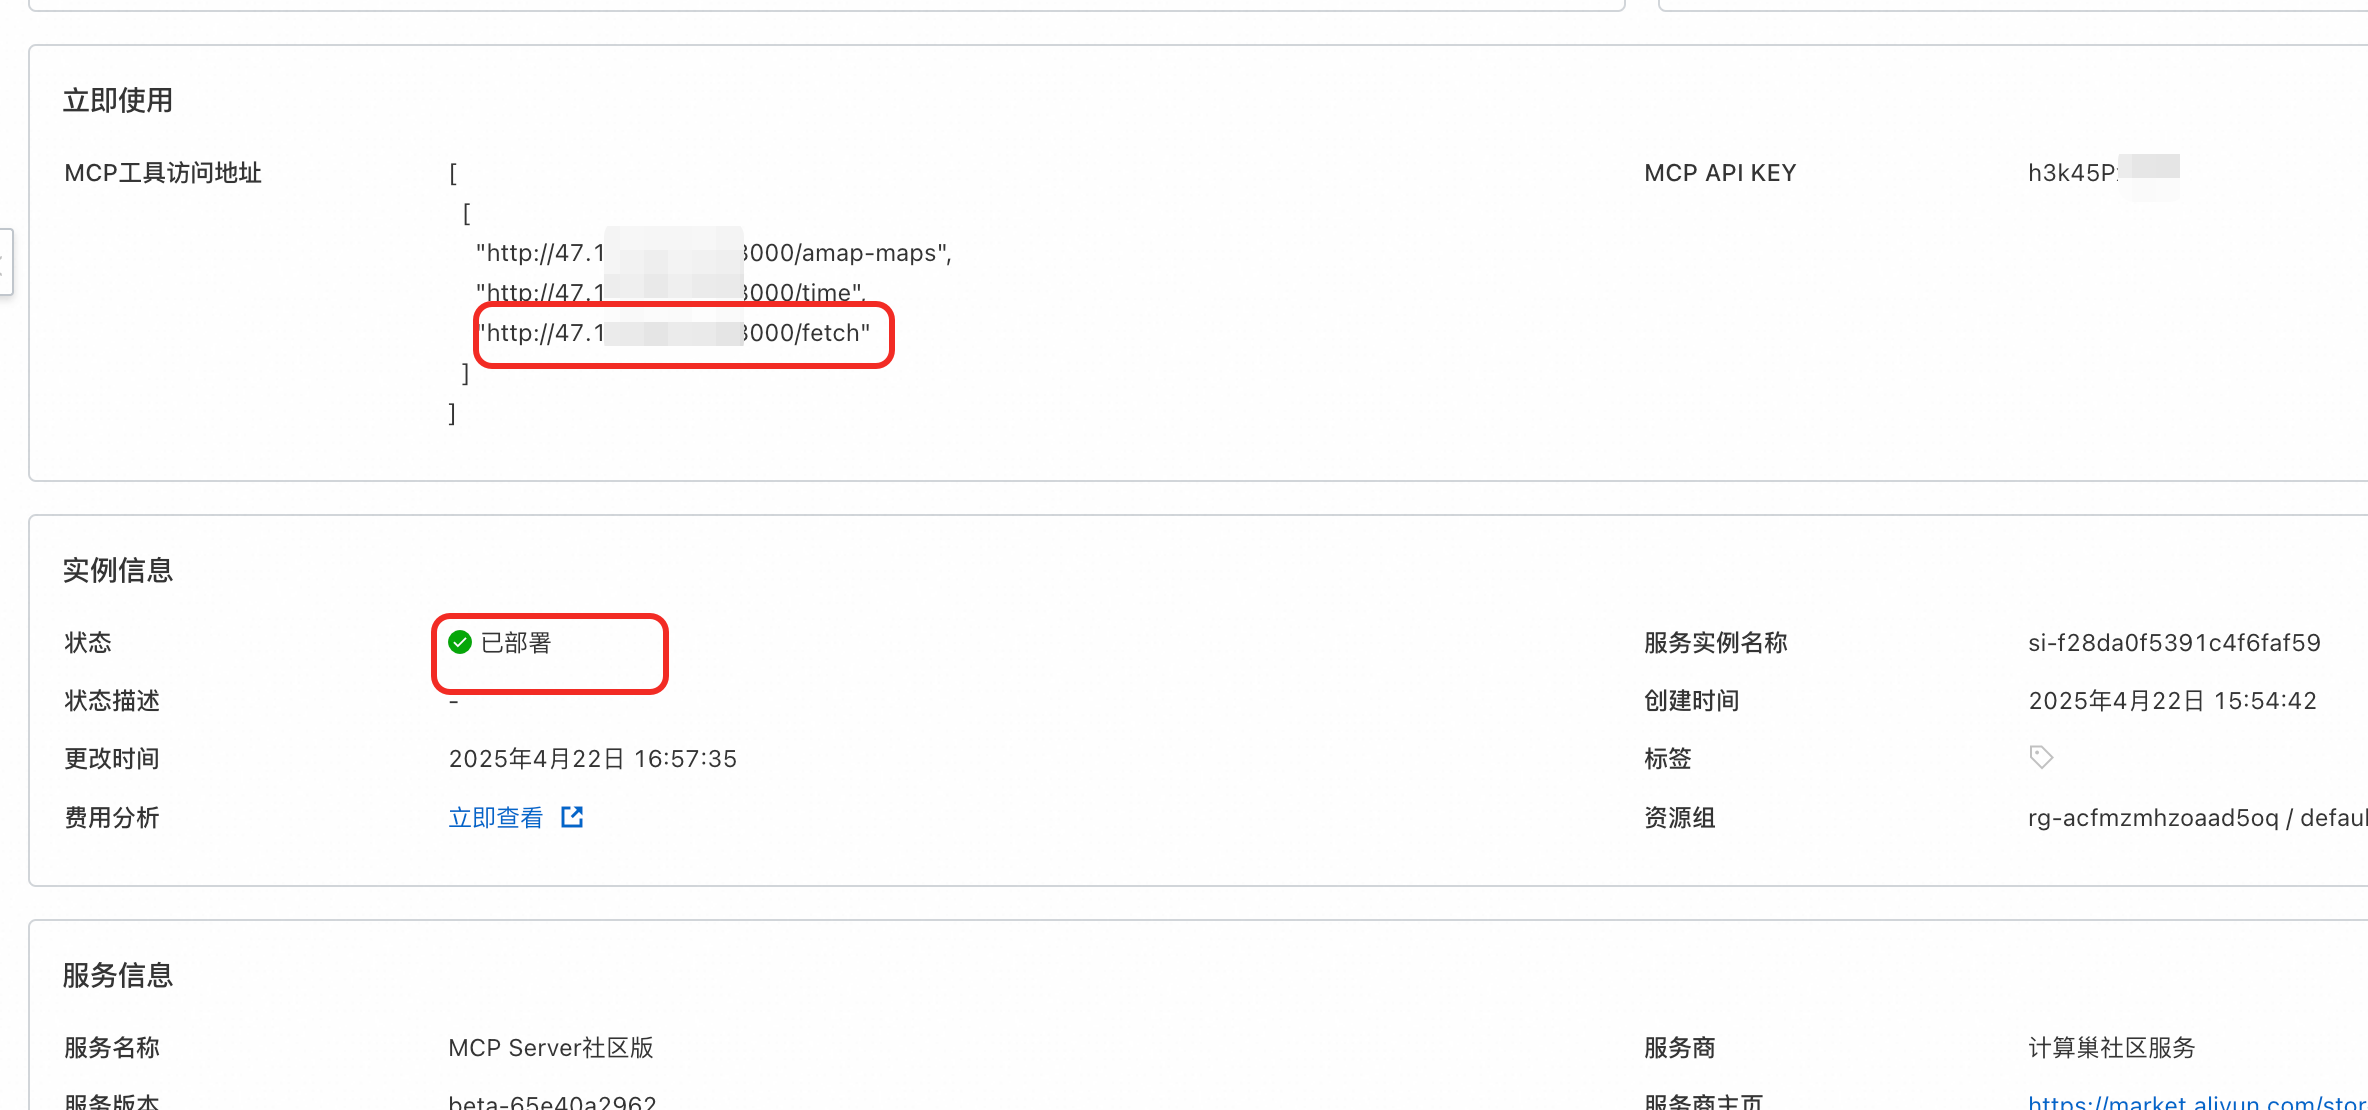 立即使用
MCP工具访问地址
[
[
"http://47.1 3000/amap-maps",
"http://47.1 3000/time",
"http://47.1 3000/fetch"
]
]
MCP API KEY
h3k45P
实例信息
状态 已部署
服务实例名称 si-f28da0f5391c4f6faf59
状态描述 -
创建时间 2025年4月22日 15:54:42
更改时间 2025年4月22日 16:57:35
标签
费用分析 立即查看
资源组 rg-acfmzmhzoaad5oq / defaul
服务信息
服务名称 MCP Server社区版
服务商 计算巢社区服务
服务版本 beta-65e40a2962
服务商主页 https://market.aliyun.com/stor